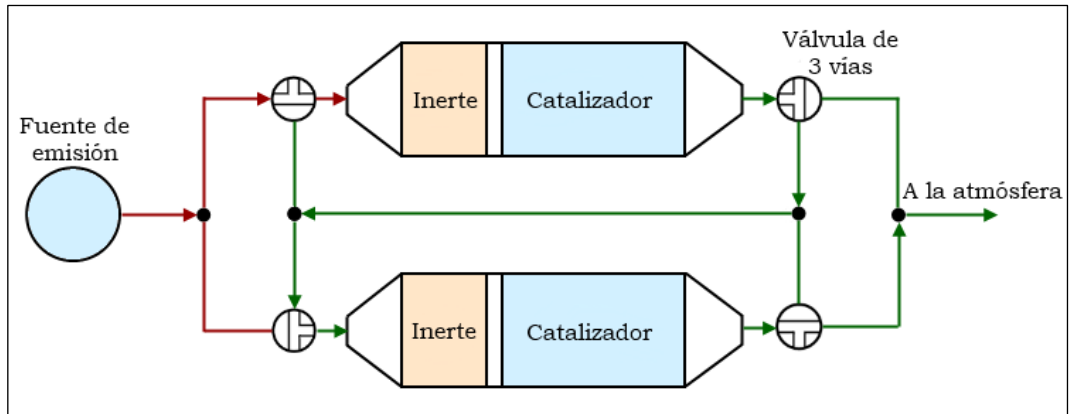 Válvula de
3 vías
Inerte
Catalizador
Fuente de
emisión
A la atmósfera
Inerte
Catalizador